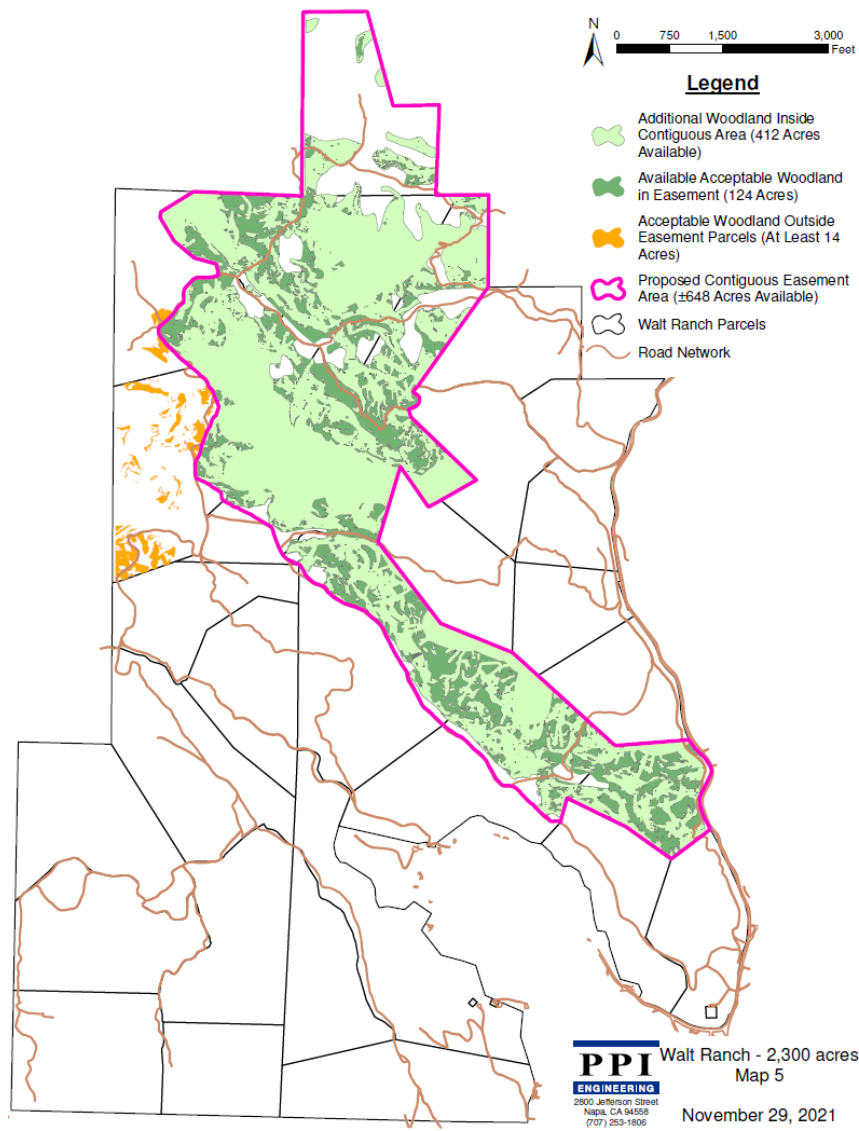 N
0 750 1,500 3,000
Feet
Legend
Additional Woodland Inside
Contiguous Area (412 Acres
Available)
Available Acceptable Woodland
in Easement (124 Acres)
Acceptable Woodland Outside
Easement Parcels (At Least 14
Acres)
Proposed Contiguous Easement
Area (±648 Acres Available)
Walt Ranch Parcels
Road Network
PPI
ENGINEERING
2800 Jefferson Street
Napa, CA 94558
(707) 253-1806
Walt Ranch - 2,300 acres
Map 5
November 29, 2021